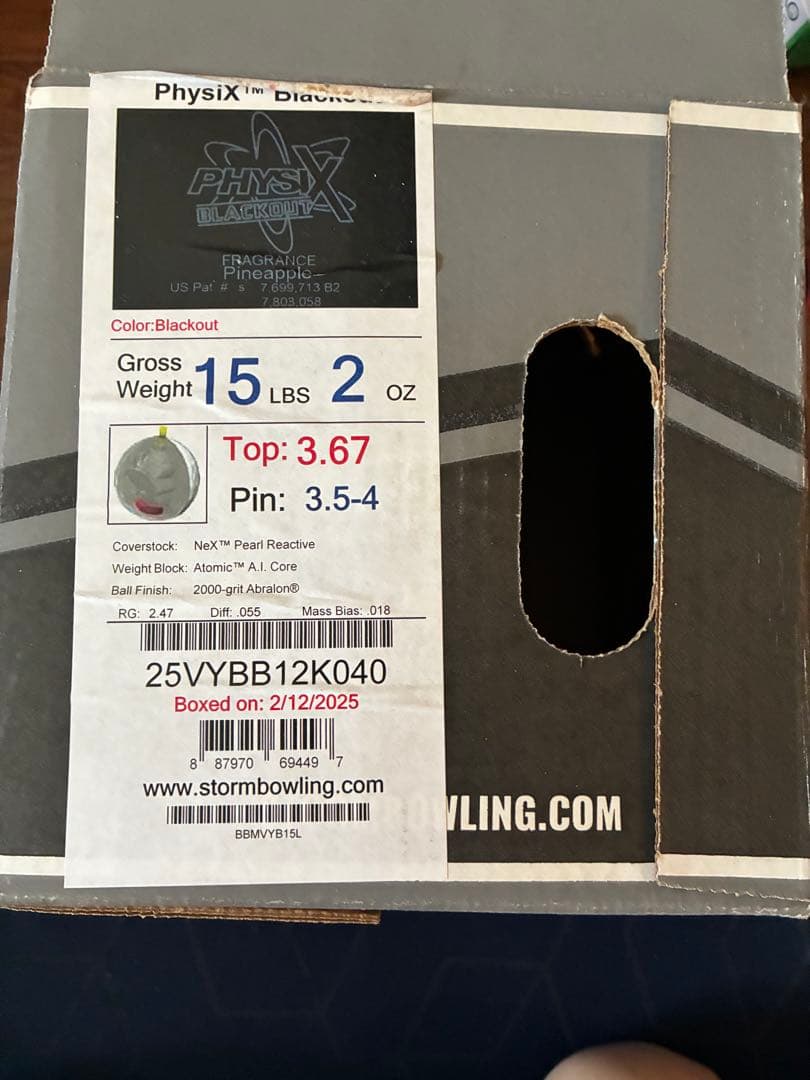 PhysiX™ Blackout
PHYSIX
BLACKOUT
FRAGRANCE
Pineapple
US Pat # s 7,699,713 B2
7,803,058
Color:Blackout
Gross Weight 15 LBS 2 OZ
Top: 3.67
Pin: 3.5-4
Coverstock: NeX™ Pearl Reactive
Weight Block: Atomic™ A.I. Core
Ball Finish: 2000-grit Abralon®
RG: 2.47 Diff: .055 Mass Bias: .018
25VYBB12K040
Boxed on: 2/12/2025
8 87970 69449 7
www.stormbowling.com
BBMVYB15L
OWLING.COM